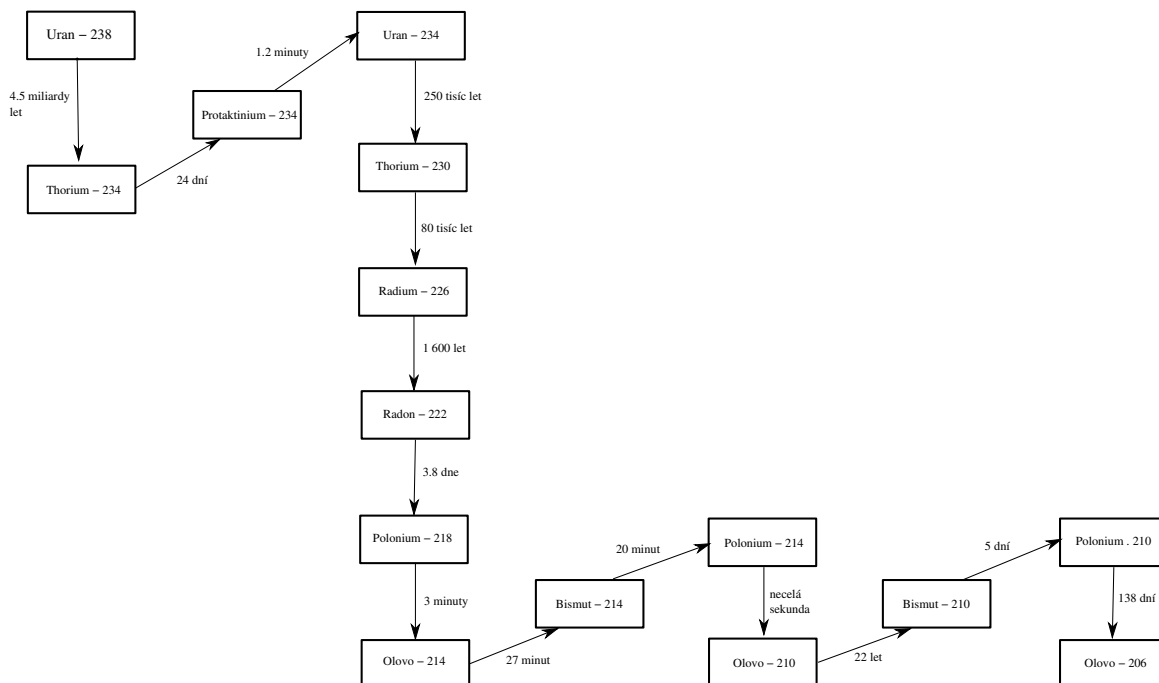 Uran – 238
4.5 miliardy
let
Thorium – 234
24 dní
Protaktinium – 234
1.2 minuty
Uran – 234
250 tisíc let
Thorium – 230
80 tisíc let
Radium – 226
1 600 let
Radon – 222
3.8 dne
Polonium – 218
3 minuty
Olovo – 214
27 minut
Bismut – 214
20 minut
Polonium – 214
necelá
sekunda
Olovo – 210
22 let
Bismut – 210
5 dní
Polonium . 210
138 dní
Olovo – 206